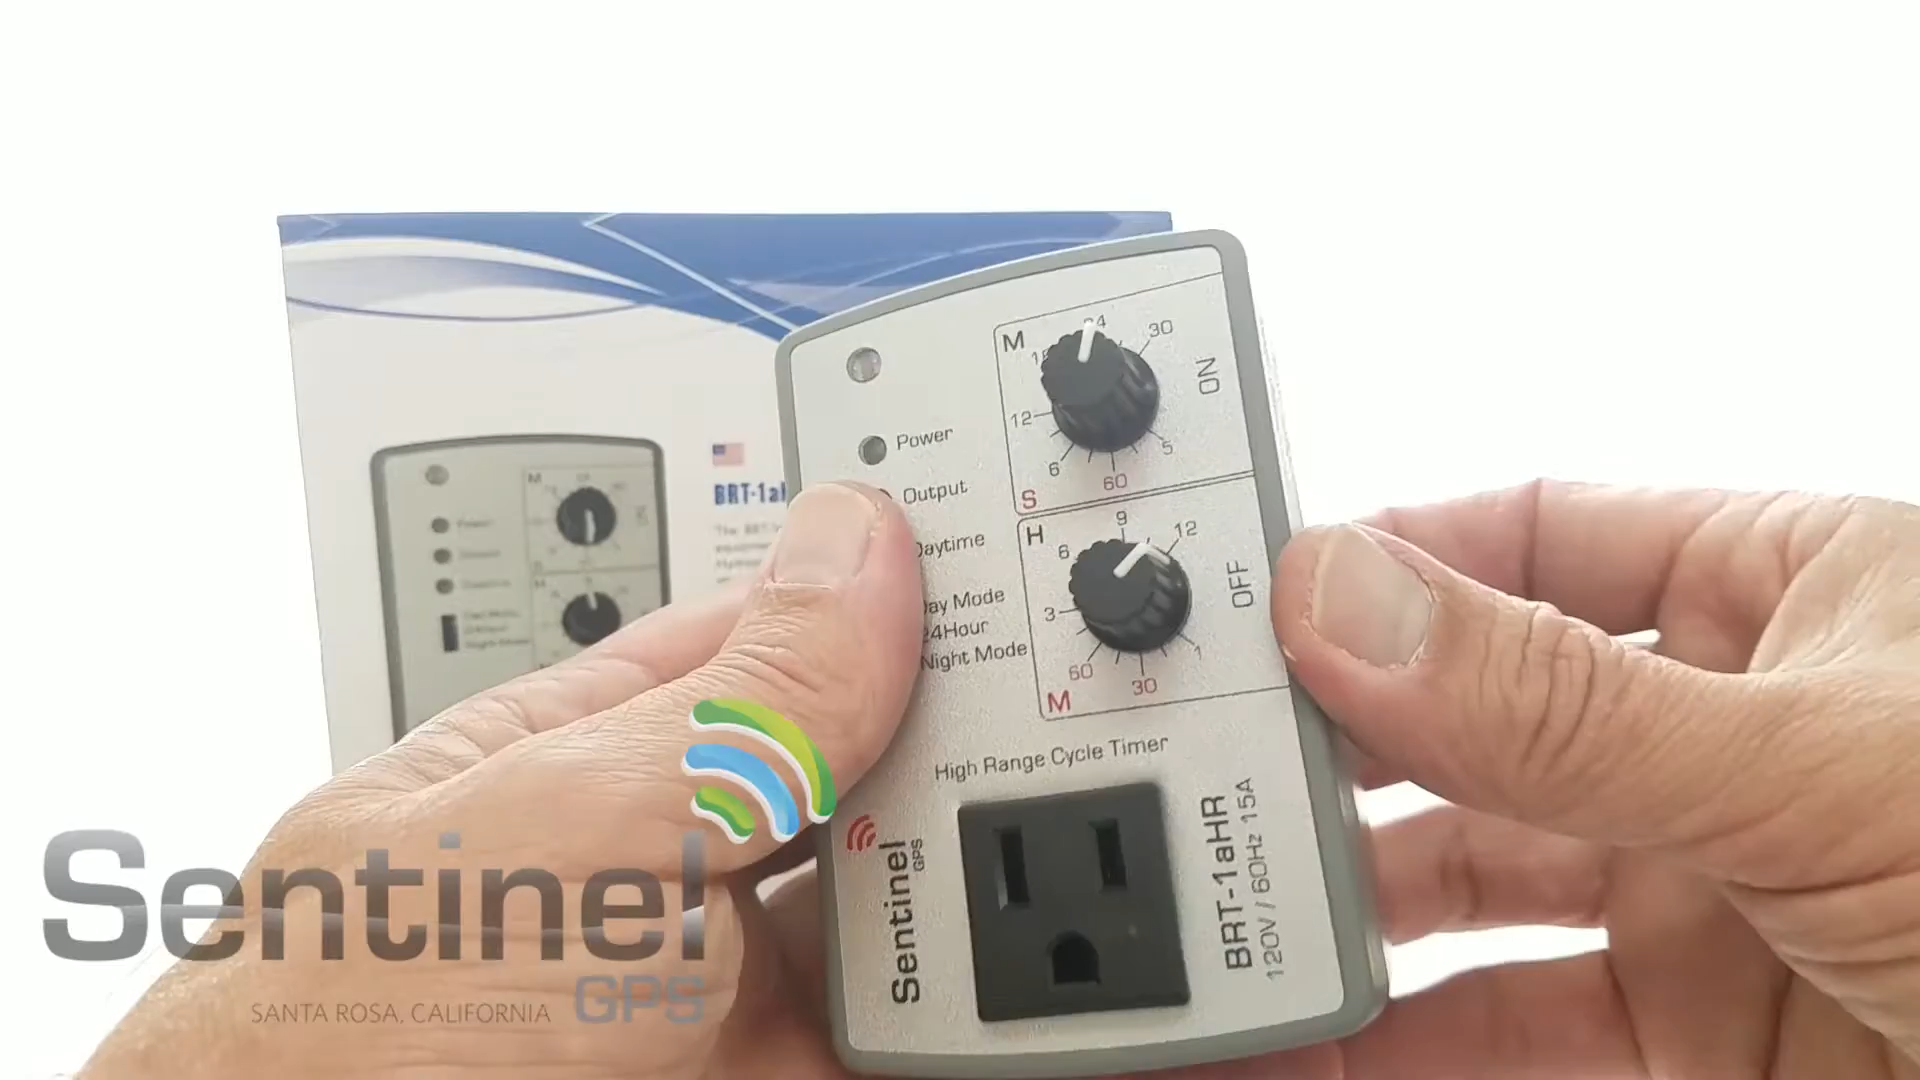 M
24
30
12
6
5
60
S
ON
Power
Output
Daytime
Day Mode
24Hour
Night Mode
H
6
9
12
3
1
60
30
M
OFF
High Range Cycle Timer
Sentinel
GPS
BRT-1aHR
120V / 60Hz 15A
M
Sentinel
GPS
SANTA ROSA, CALIFORNIA